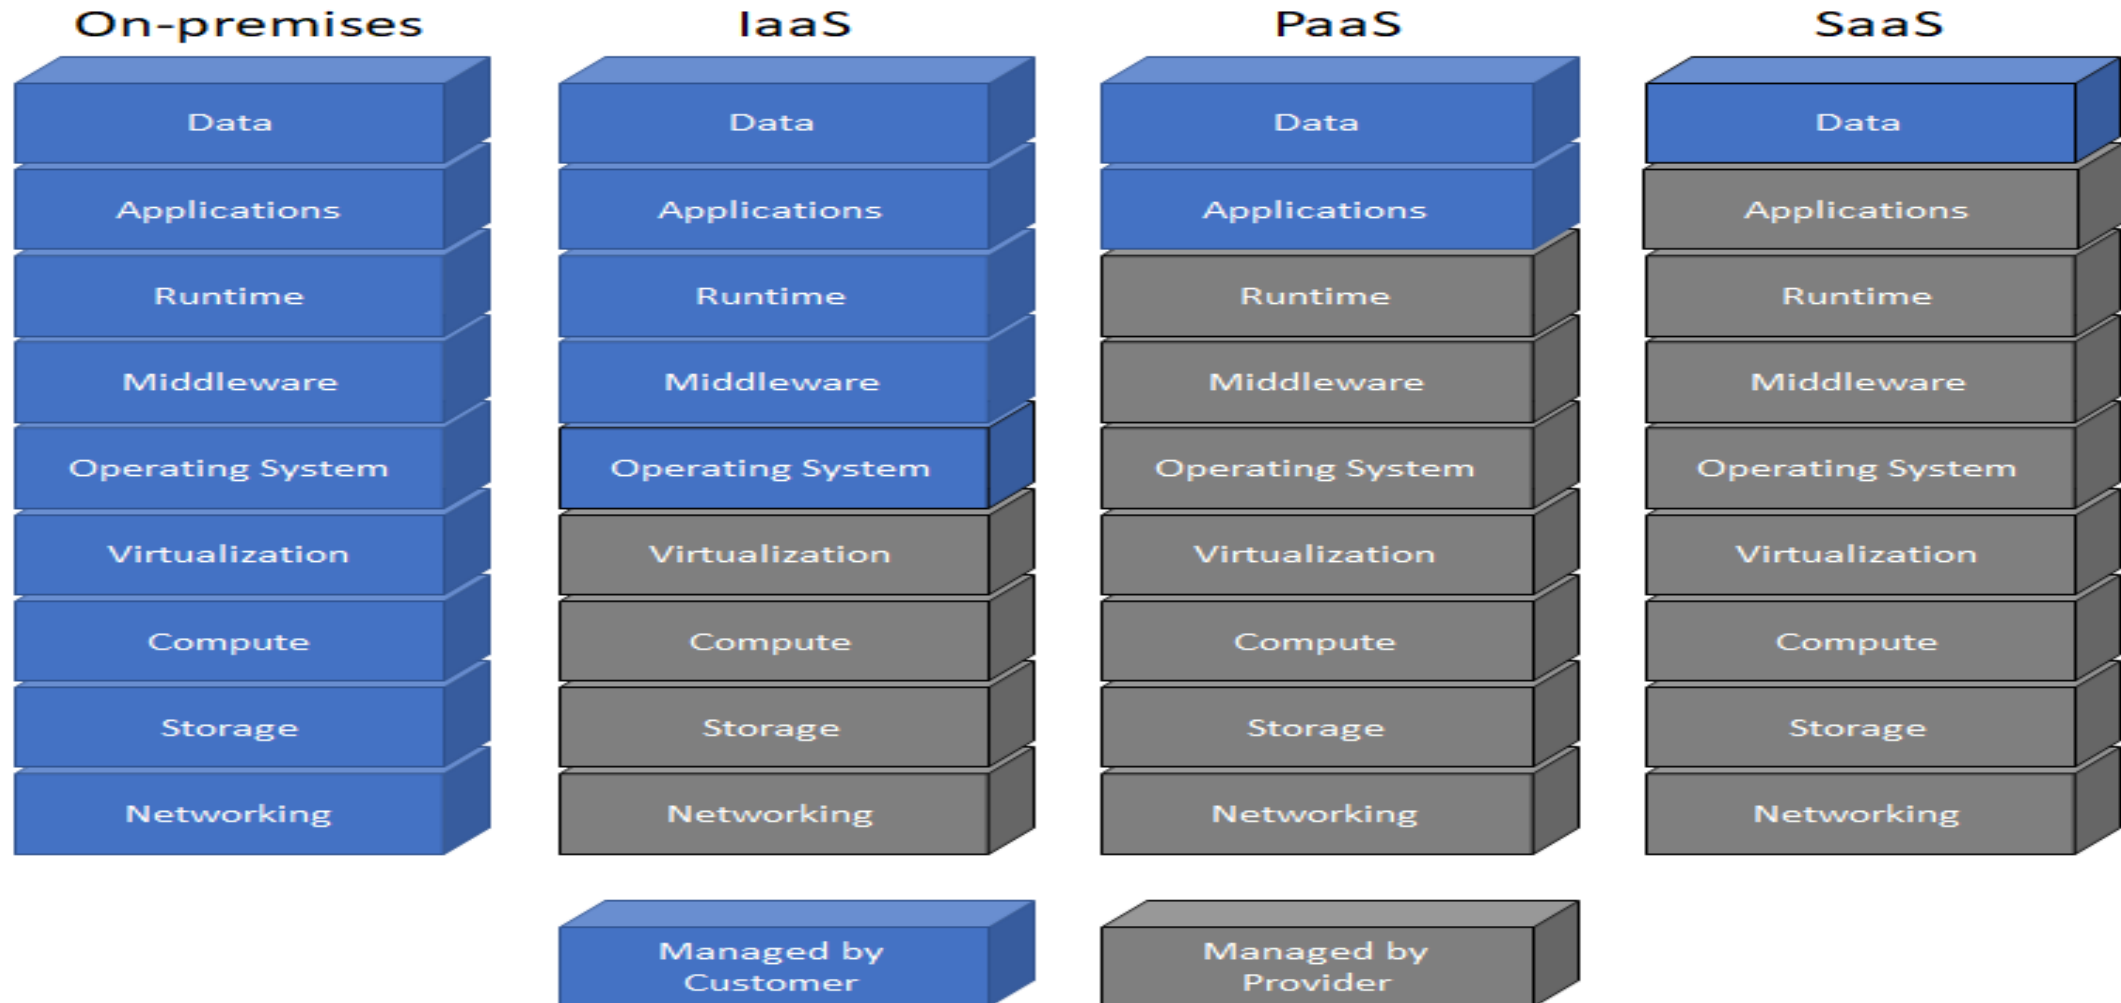 On-premises
IaaS
PaaS
SaaS
Data
Data
Data
Data
Applications
Applications
Applications
Applications
Runtime
Runtime
Runtime
Runtime
Middleware
Middleware
Middleware
Middleware
Operating System
Operating System
Operating System
Operating System
Virtualization
Virtualization
Virtualization
Virtualization
Compute
Compute
Compute
Compute
Storage
Storage
Storage
Storage
Networking
Networking
Networking
Networking
Managed by
Customer
Managed by
Provider